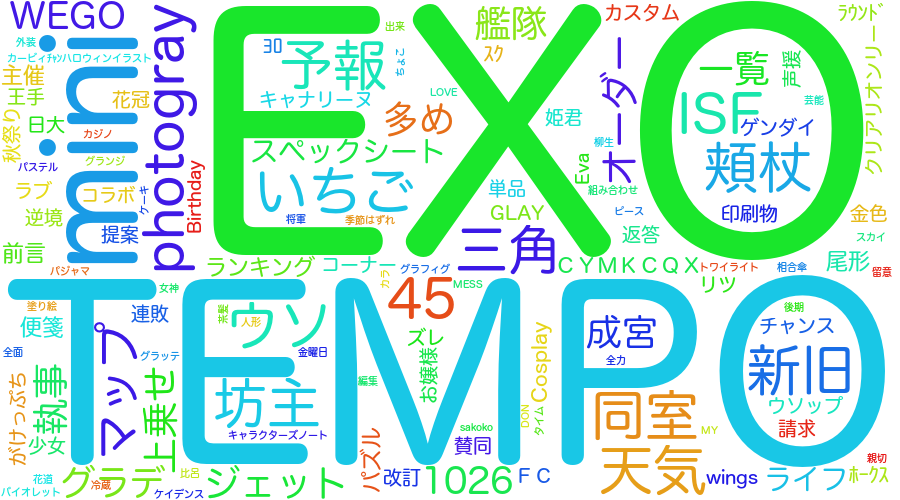 WEGO
外装
カービィチャンハロウィンイラスト
主催
王手
花冠
秋祭り
日大
カジノ
パステル
グランジ
ラブ
コラボ
ケーキ
逆境
提案
前言
パジャマ
mini
photogray
Birthday
EXO
30
予報
出来
ちょこ
キャナリーヌ
多め
LOVE
スペックシート
いちご
将軍
季節はずれ
艦隊
スク
カスタム
ラウンド
姫君
オーダー
柳生
Eva
単品
GLAY
組み合わせ
ピース
返答
三角
一覧
声援
ISF
ゲンダイ
芸能
頬杖
印刷物
クリアリオンリー
金色
スカイ
尾形
留意
ランキング
コーナー
グラフィグ
カラ
MESS
CYMKCQX
トワイライト
相合傘
リツ
TEMPO
女神
塗り絵
便箋
連敗
全面
マップ
グラッテ
がけっぷち
執事
少女
上乗せ
花道
バイオレット
冷蔵
グラデ
比呂
ケイデンス
ジェット
茶髪
ウソ
人形
金曜日
坊主
キャラクターズノート
45
ズレ
お嬢様
編集
パズル
改訂
1026
sakoko
賛同
FC
DON
タイム
Cosplay
成宮
全力
同室
天気
MY
wings
後期
チャンス
新旧
ウソップ
請求
ライフ
親切
ホークス